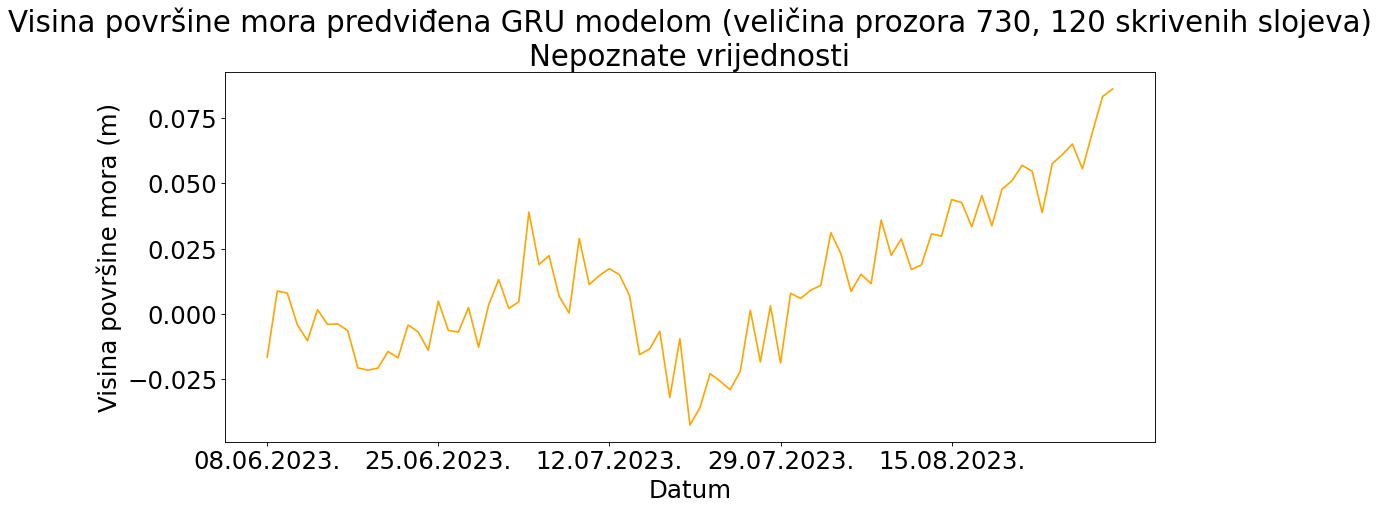 Visina površine mora predviđena GRU modelom (veličina prozora 730, 120 skrivenih slojeva)
Nepoznate vrijednosti
Visina površine mora (m)
0.075
0.050
0.025
0.000
−0.025
08.06.2023. 25.06.2023. 12.07.2023. 29.07.2023. 15.08.2023.
Datum